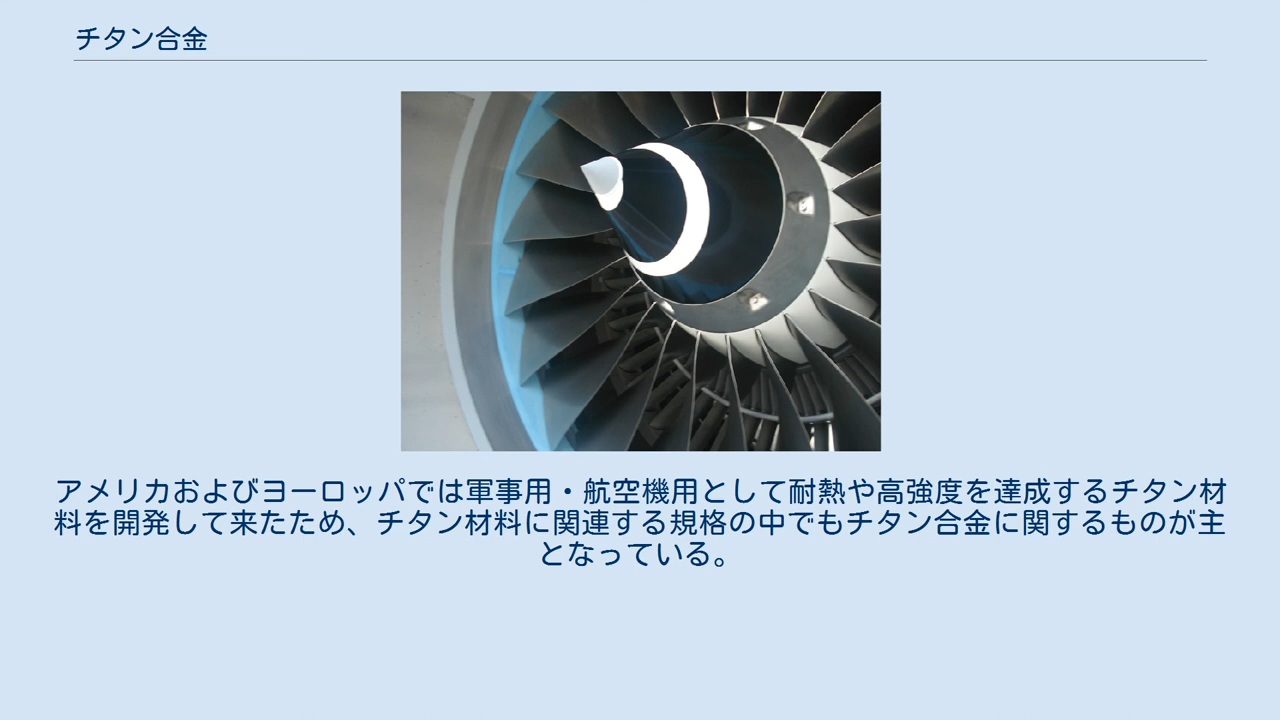 チタン合金
アメリカおよびヨーロッパでは軍事用・航空機用として耐熱や高強度を達成するチタン材
料を開発して来たため、チタン材料に関連する規格の中でもチタン合金に関するものが主
となっている。